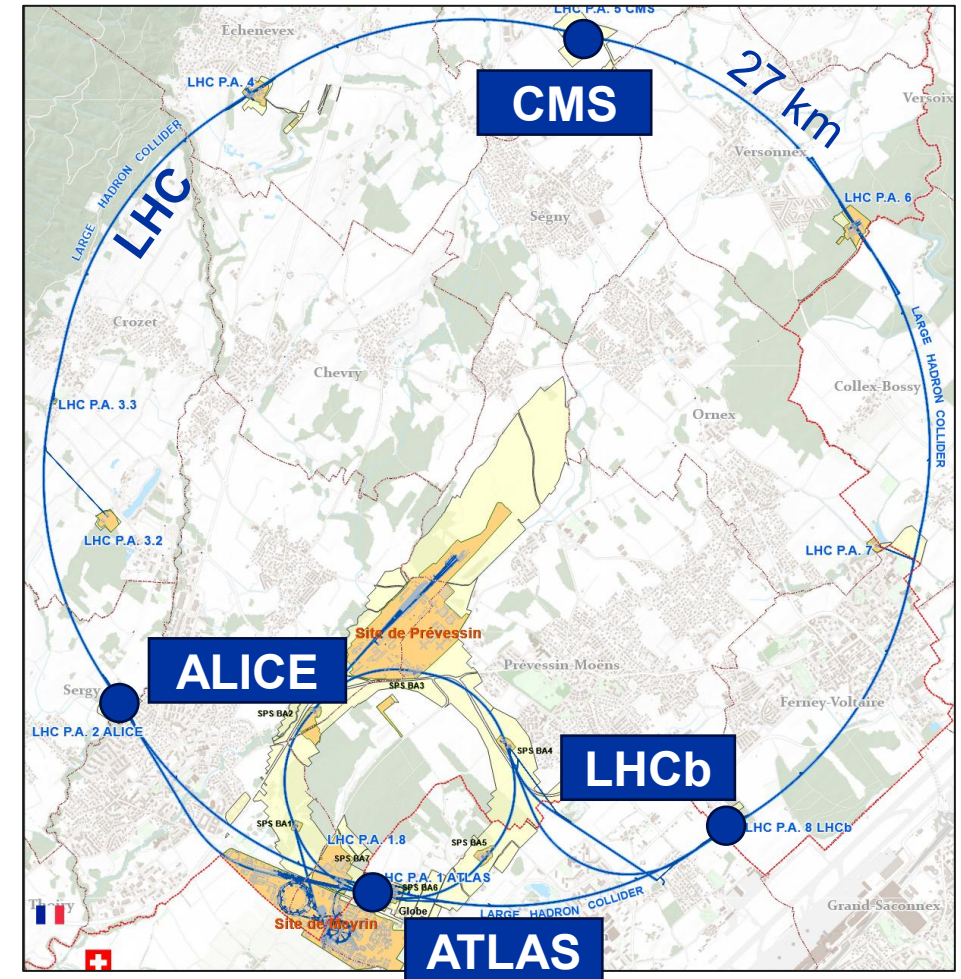 LHC P.A. 5 CMS
Echenevex
CMS
27 km
LHC P.A. 4
Versoix
LARGE HADRON COLLIDER
LHC
Versonnex
LHC P.A. 6
Ségny
Crozet
LARGE HADRON COLLIDER
Chevry
Collex-Bossy
LHC P.A. 3.3
Ornex
LHC P.A. 3.2
LHC P.A. 7
Site de Prévessin
ALICE
Prévessin Moëns
Sergy
SPS BA3
Ferney-Voltaire
SPS BA2
LHC P.A. 2 ALICE
SPS BA4
LHCb
SPS BA1
LHC P.A. 8 LHCb
LHC P.A. 1.8
SPS BA5
SPS BA7
HC P.A. 1 ATLAS
SPS BA6
Thoiry
Globe
LARGE HADRON COLLIDER
Grand-Saconnex
Site de Meyrin
ATLAS